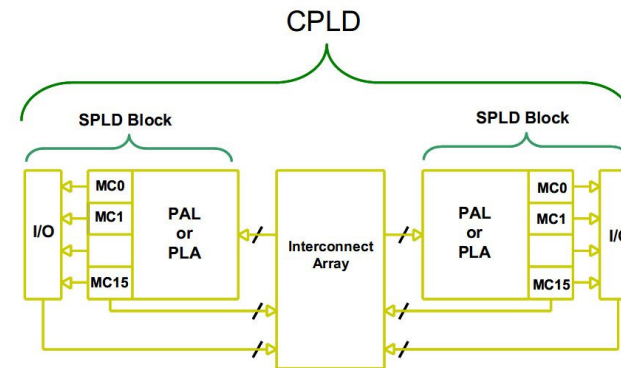 CPLD
SPLD Block
SPLD Block
I/O
MC0
MC1
MC15
PAL
or
PLA
Interconnect
Array
PAL
or
PLA
MC0
MC1
MC15
I/O